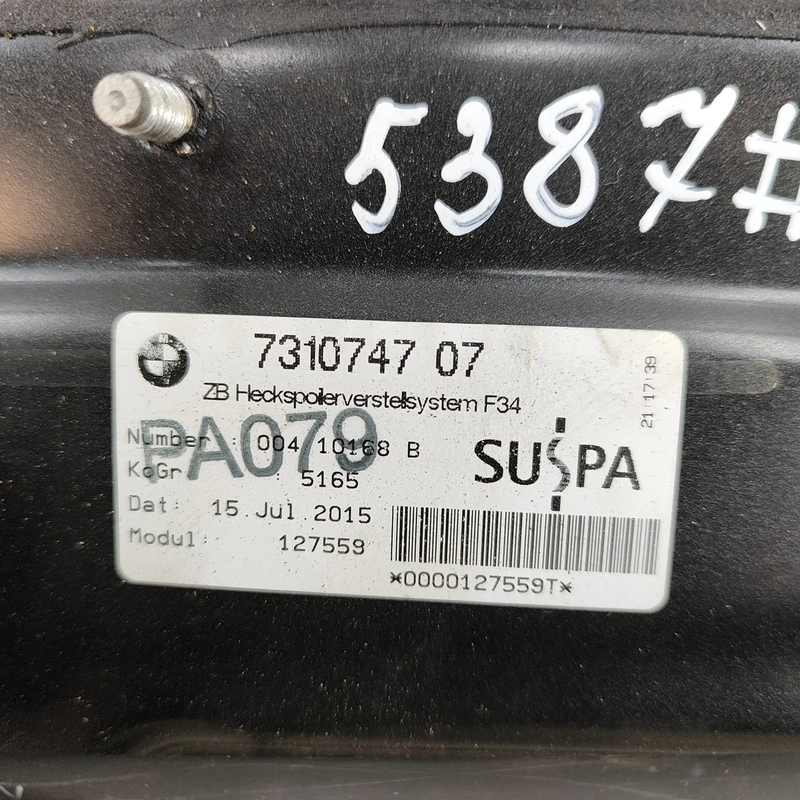 5387#
7310747 07
ZB Heckspoilerverstellsystem F34
PA079
Number : 004 10168 B
KoGr : 5165
Dat: 15.Jul.2015
Modul: 127559
SUSPA
*0000127559T*
21:17:39